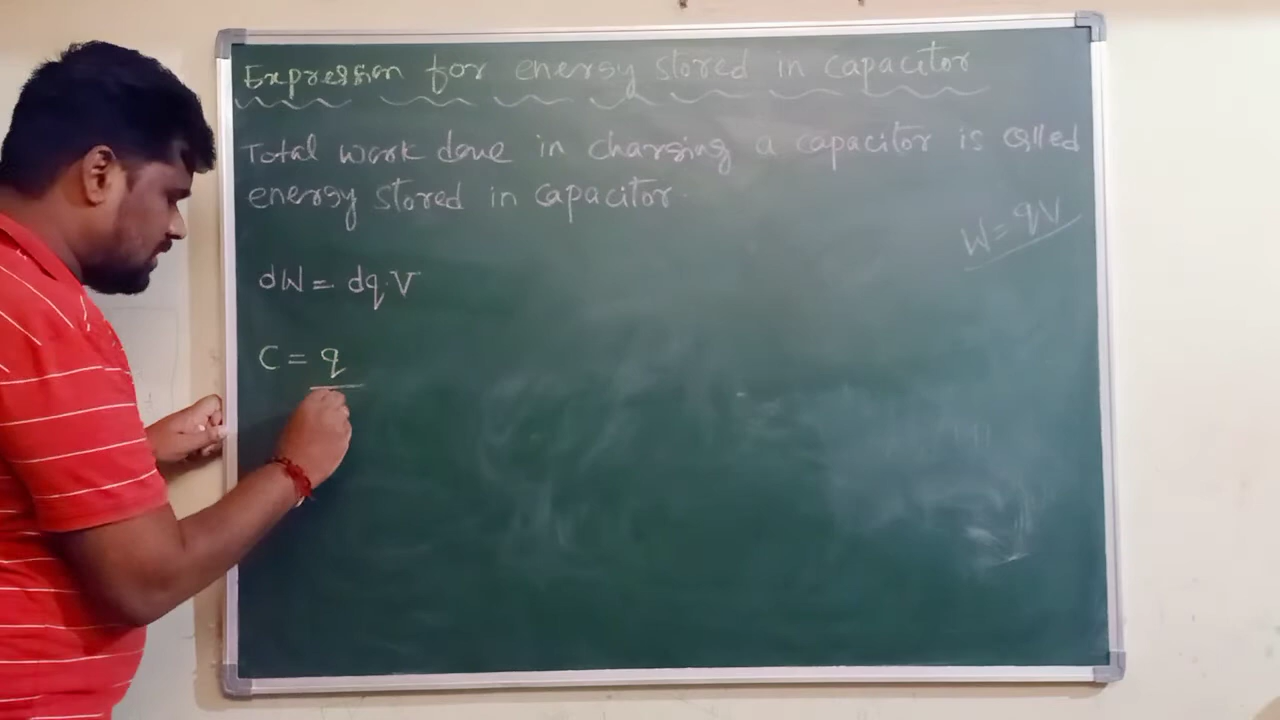 Expression for energy stored in capacitor
Total work done in charging a capacitor is called
energy stored in capacitor.
W = qV
dW = dq.V
C = q